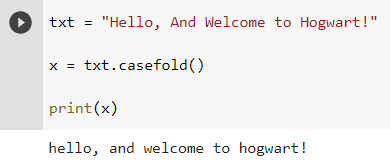 txt = "Hello, And Welcome to Hogwart!"
x = txt.casefold()
print(x)
hello, and welcome to hogwart!